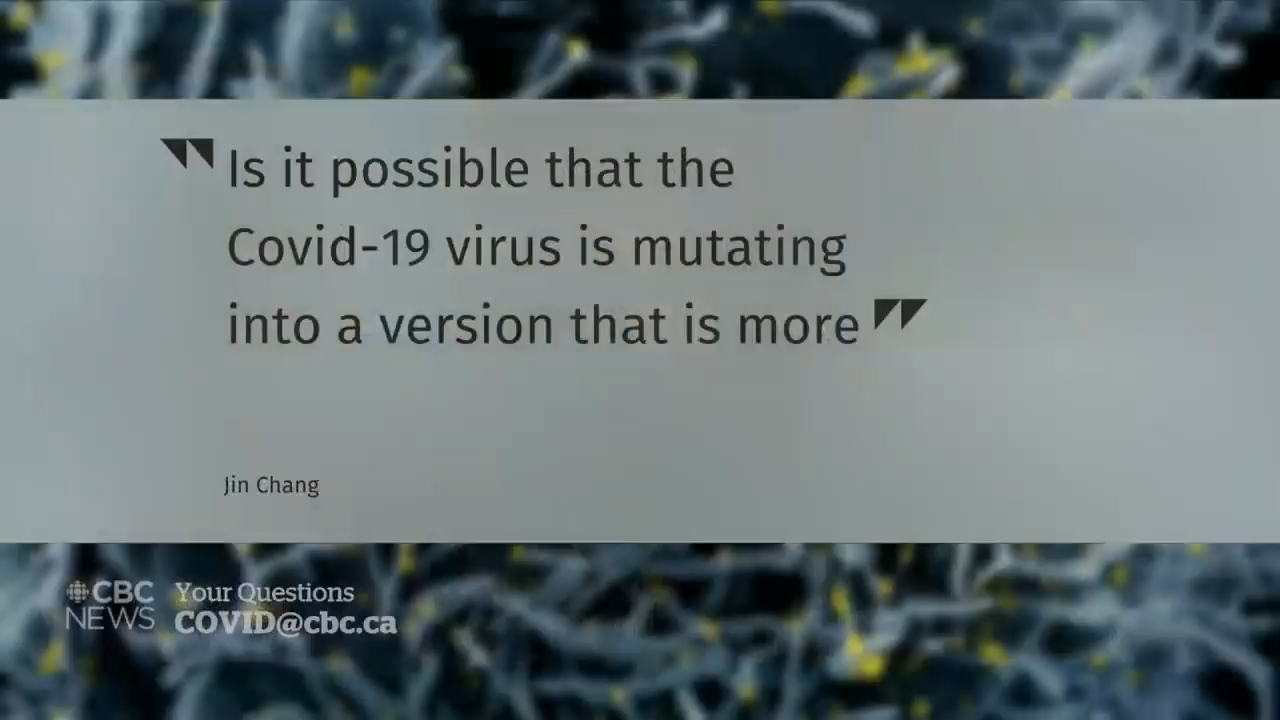 Is it possible that the
Covid-19 virus is mutating
into a version that is more
Jin Chang
CBC Your Questions
NEWS COVID@cbc.ca